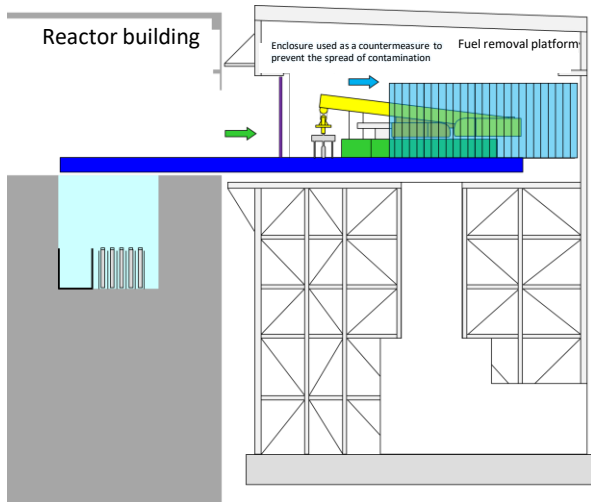 Reactor building
Enclosure used as a countermeasure to
prevent the spread of contamination
Fuel removal platform